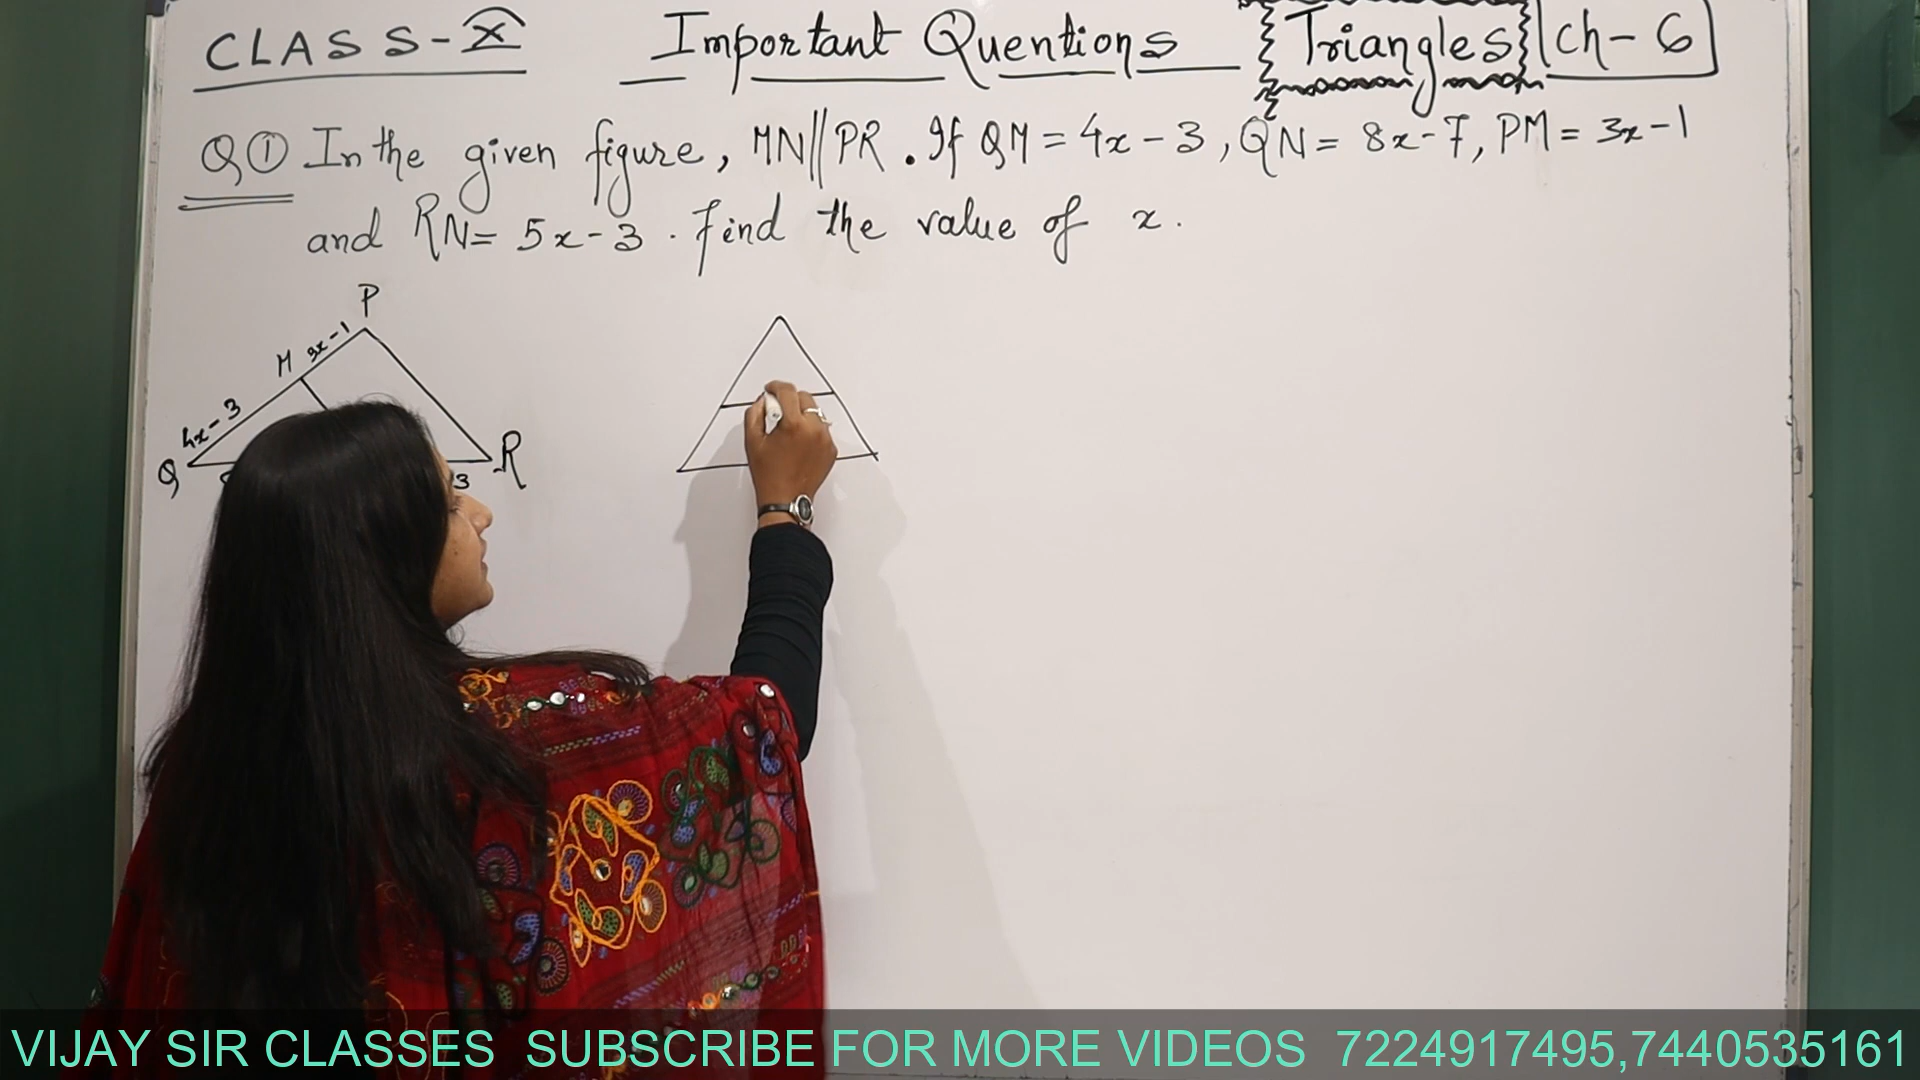 CLASS-X Important Quentions Triangles ch-6
Q① In the given figure, MN||PR. If QM=4x-3, QN=8x-7, PM=3x-1
and RN=5x-3. find the value of x.
P
3x-1
M
4x-3
Q
3
R
VIJAY SIR CLASSES SUBSCRIBE FOR MORE VIDEOS 7224917495,7440535161